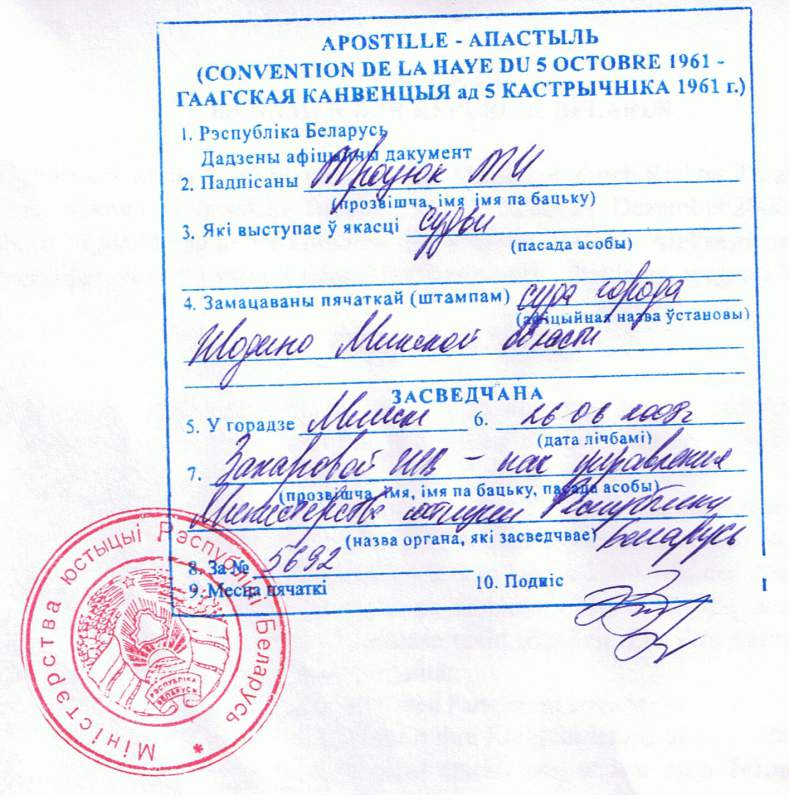 APOSTILLE - АПАСТЫЛЬ
(CONVENTION DE LA HAYE DU 5 OCTOBRE 1961 -
ГААГСКАЯ КАНВЕНЦЫЯ ад 5 КАСТРЫЧНІКА 1961 г.)
1. Рэспубліка Беларусь
Дадзены афіцыйны дакумент
2. Падпісаны Т И
(прозвішча, імя, імя па бацьку)
3. Які выступае ў якасці судьи
(пасада асобы)
4. Замацаваны пячаткай (штампам) суда города
(афіцыйная назва ўстановы)
Жодино Минской области
ЗАСВЕДЧАНА
5. У горадзе Минск 6. 26 06 2008г
(дата лічбамі)
7. Захаровой - нач управления
(прозвішча, імя, імя па бацьку, пасада асобы)
Министерства юстиции Республики
(назва органа, які засведчвае) Беларусь
8. За № 5692
9. Месца пячаткі 10. Подпіс
Міністэрства юстыцыі Рэспублікі Беларусь
РЭСПУБЛІКА
БЕЛАРУСЬ